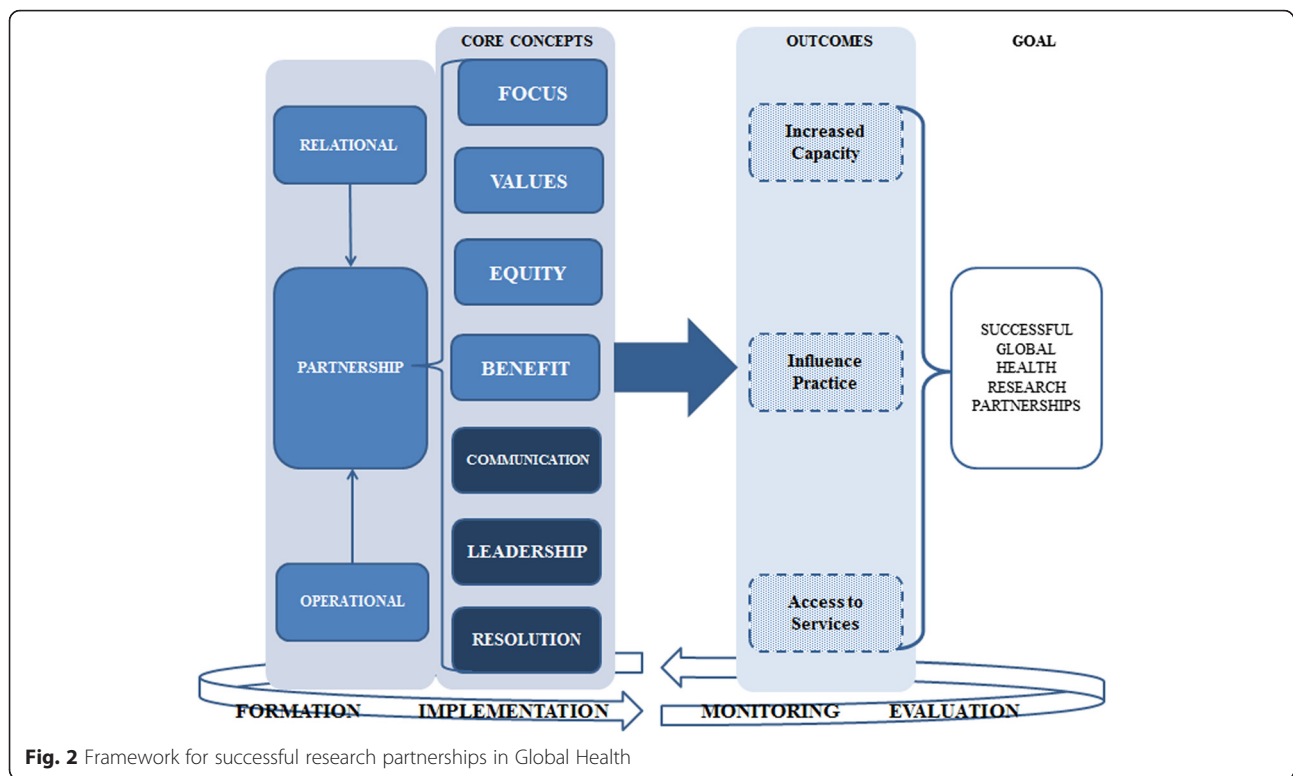 CORE CONCEPTS
OUTCOMES
GOAL
RELATIONAL
PARTNERSHIP
OPERATIONAL
FOCUS
VALUES
EQUITY
BENEFIT
COMMUNICATION
LEADERSHIP
RESOLUTION
Increased
Capacity
Influence
Practice
Access to
Services
SUCCESSFUL
GLOBAL
HEALTH
RESEARCH
PARTNERSHIPS
FORMATION
IMPLEMENTATION
MONITORING
EVALUATION
Fig. 2 Framework for successful research partnerships in Global Health